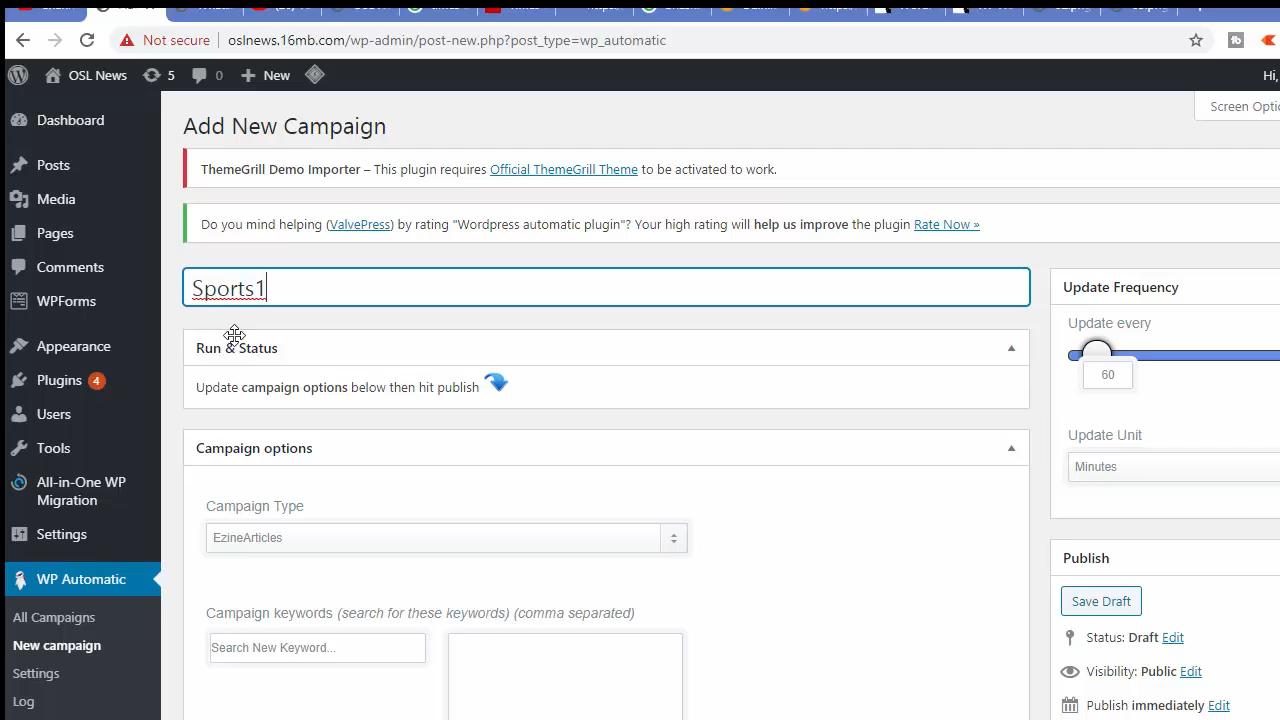 Not secure oslnews.16mb.com/wp-admin/post-new.php?post_type=wp_automatic
OSL News 5 0 New Hi,
Screen Optio
Dashboard
Posts
Media
Pages
Comments
WPForms
Appearance
Plugins 4
Users
Tools
All-in-One WP
Migration
Settings
WP Automatic
All Campaigns
New campaign
Settings
Log
Add New Campaign
ThemeGrill Demo Importer – This plugin requires Official ThemeGrill Theme to be activated to work.
Do you mind helping (ValvePress) by rating "Wordpress automatic plugin"? Your high rating will help us improve the plugin Rate Now »
Sports1
Run & Status
Update campaign options below then hit publish
Campaign options
Campaign Type
EzineArticles
Campaign keywords (search for these keywords) (comma separated)
Search New Keyword...
Update Frequency
Update every
60
Update Unit
Minutes
Publish
Save Draft
Status: Draft Edit
Visibility: Public Edit
Publish immediately Edit